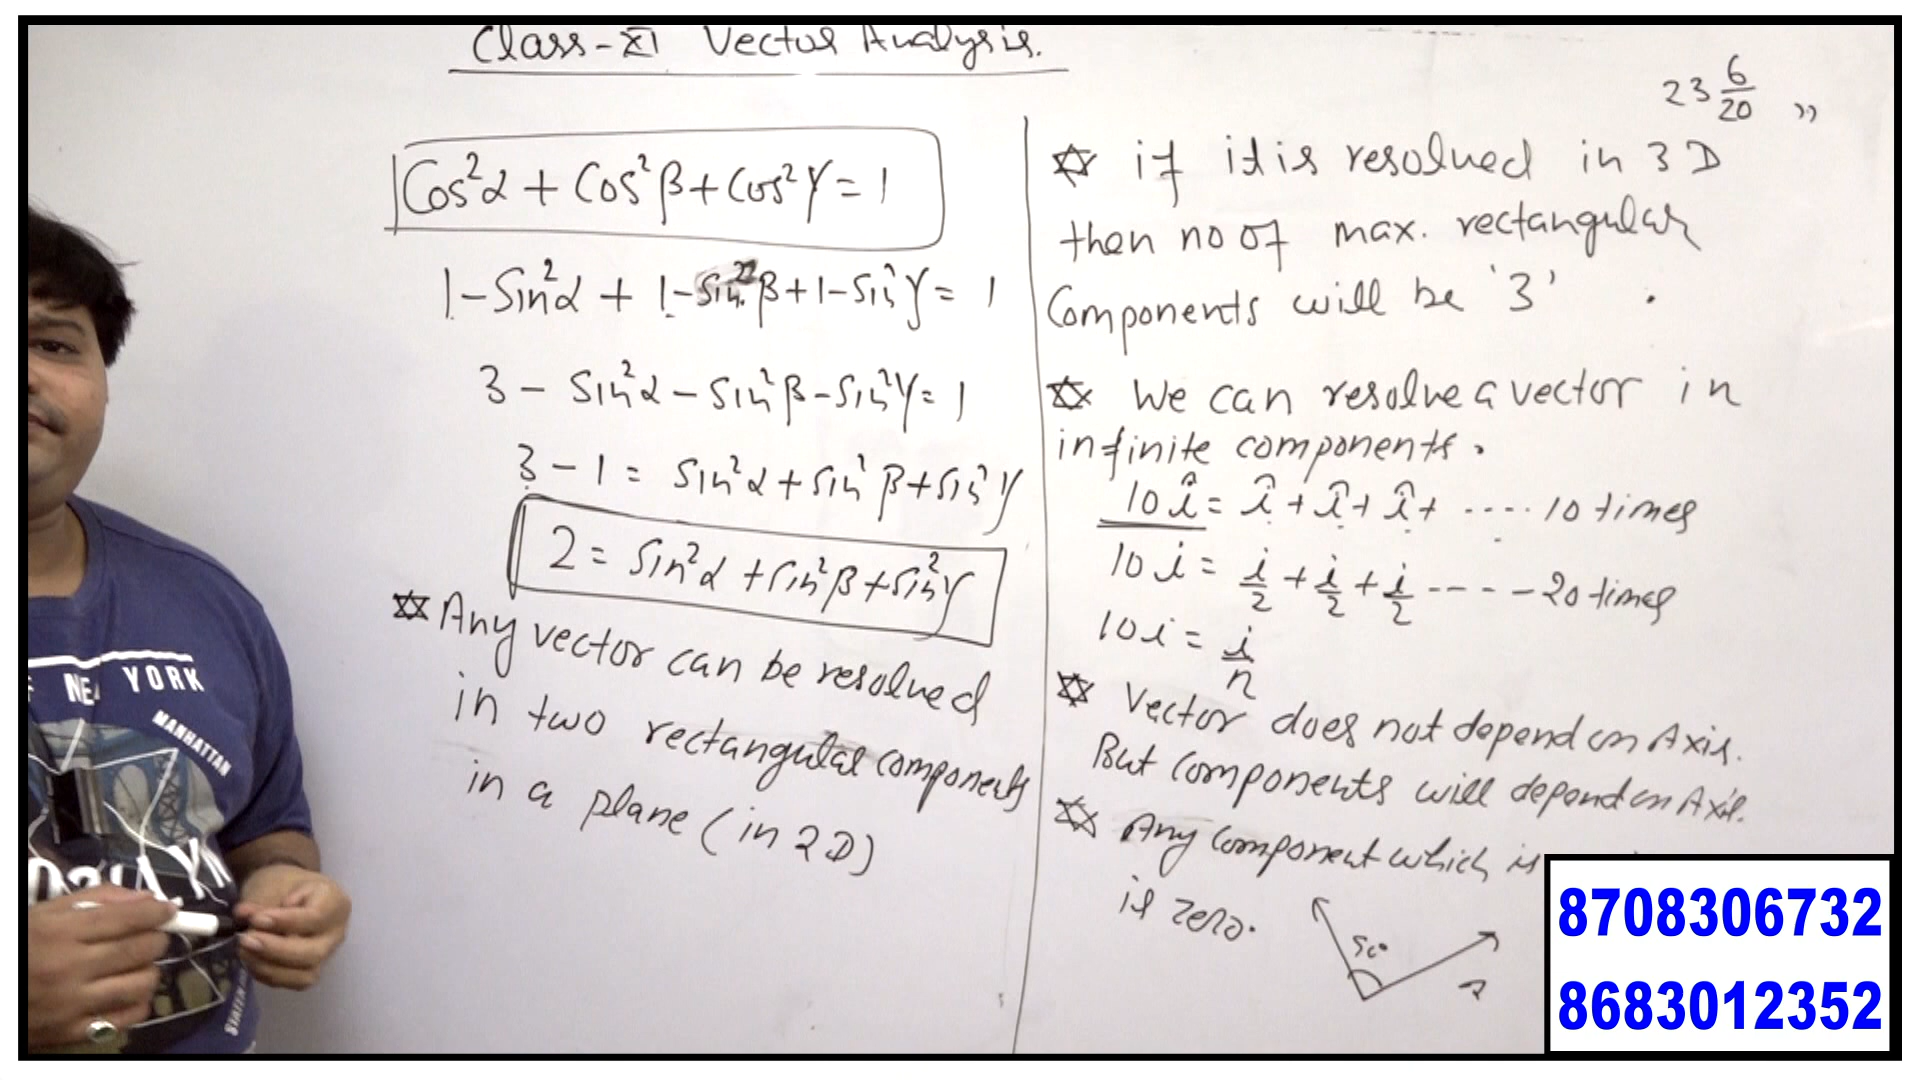 Class-XI Vector Analysis.
23 6/20 ,,
Cos²α + Cos²β + Cos²γ = 1
1 - Sin²α + 1 - Sin²β + 1 - Sin²γ = 1
3 - Sin²α - Sin²β - Sin²γ = 1
3 - 1 = Sin²α + Sin²β + Sin²γ
2 = Sin²α + Sin²β + Sin²γ
Any vector can be resolved
in two rectangular components
in a plane (in 2D)
if it is resolved in 3D
then no of max. rectangular
Components will be '3' .
We can resolve a vector in
infinite components.
10 î = î + î + î + ..... 10 times
10 i = i/2 + i/2 + i/2 ----- 20 times
10 i = i/n
Vector does not depend on Axis.
But Components will depend on Axis.
Any Component which is
is zero.
90°
NEW YORK
MANHATTAN
8708306732
8683012352